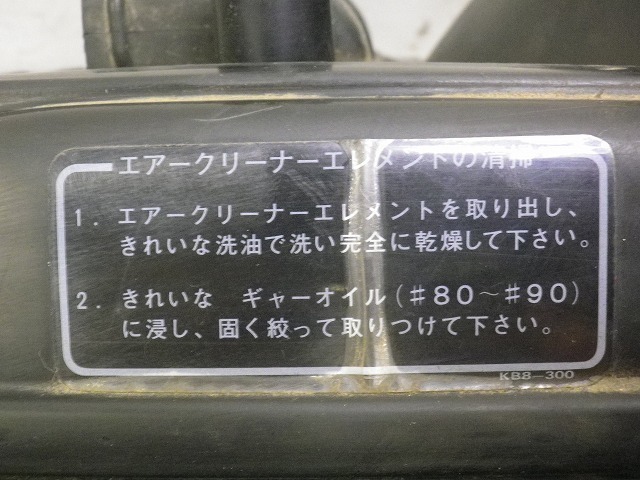 エアークリーナーエレメントの清掃
1. エアークリーナーエレメントを取り出し、
きれいな洗油で洗い完全に乾燥して下さい。
2. きれいな ギャーオイル(#80~#90)
に浸し、固く絞って取りつけて下さい。
KB8-300